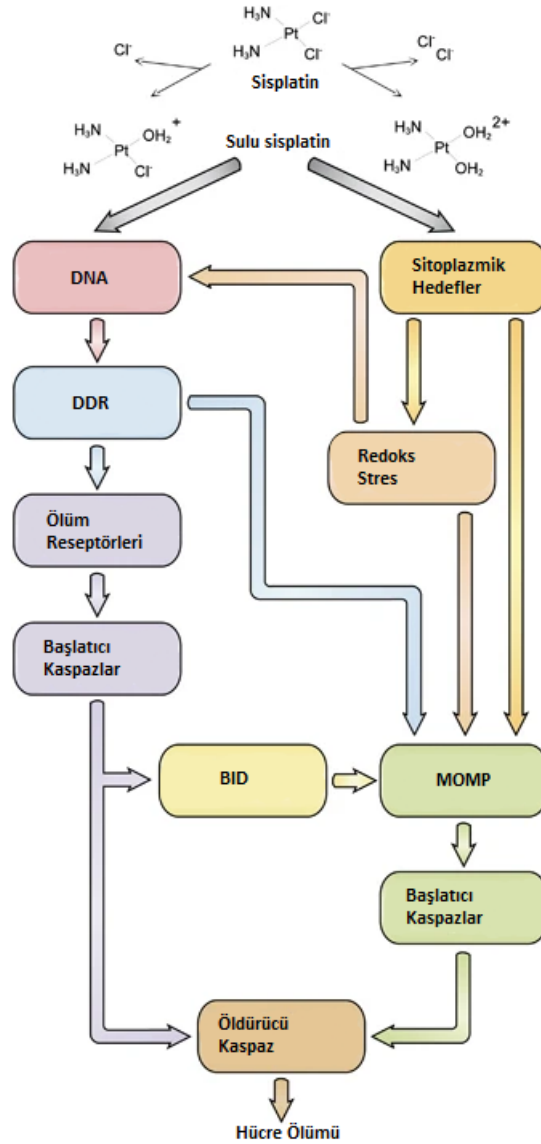 Cl⁻
H₃N
Cl⁻
Pt
H₃N
Cl⁻
Cl⁻
Cl⁻
Sisplatin
H₃N
OH₂
+
Pt
H₃N
Cl⁻
Sulu sisplatin
H₃N
OH₂
2+
Pt
H₃N
OH₂
DNA
Sitoplazmik
Hedefler
DDR
Redoks
Stres
Ölüm
Reseptörleri
Başlatıcı
Kaspazlar
BID
MOMP
Başlatıcı
Kaspazlar
Öldürücü
Kaspaz
Hücre Ölümü